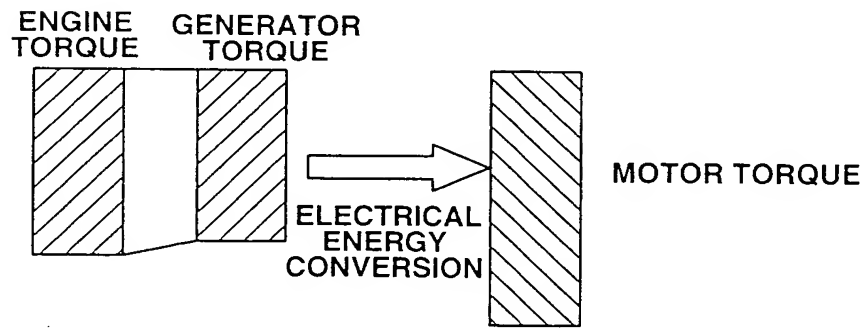 ENGINE
TORQUE
GENERATOR
TORQUE
MOTOR TORQUE
ELECTRICAL
ENERGY
CONVERSION